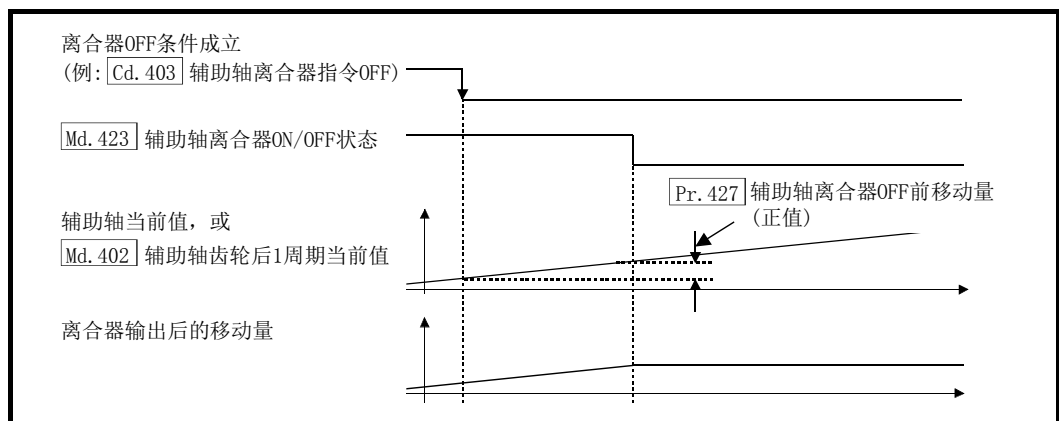 离合器OFF条件成立
(例: Cd.403 辅助轴离合器指令OFF)
Md.423 辅助轴离合器ON/OFF状态
Pr.427 辅助轴离合器OFF前移动量
(正值)
辅助轴当前值，或
Md.402 辅助轴齿轮后1周期当前值
离合器输出后的移动量